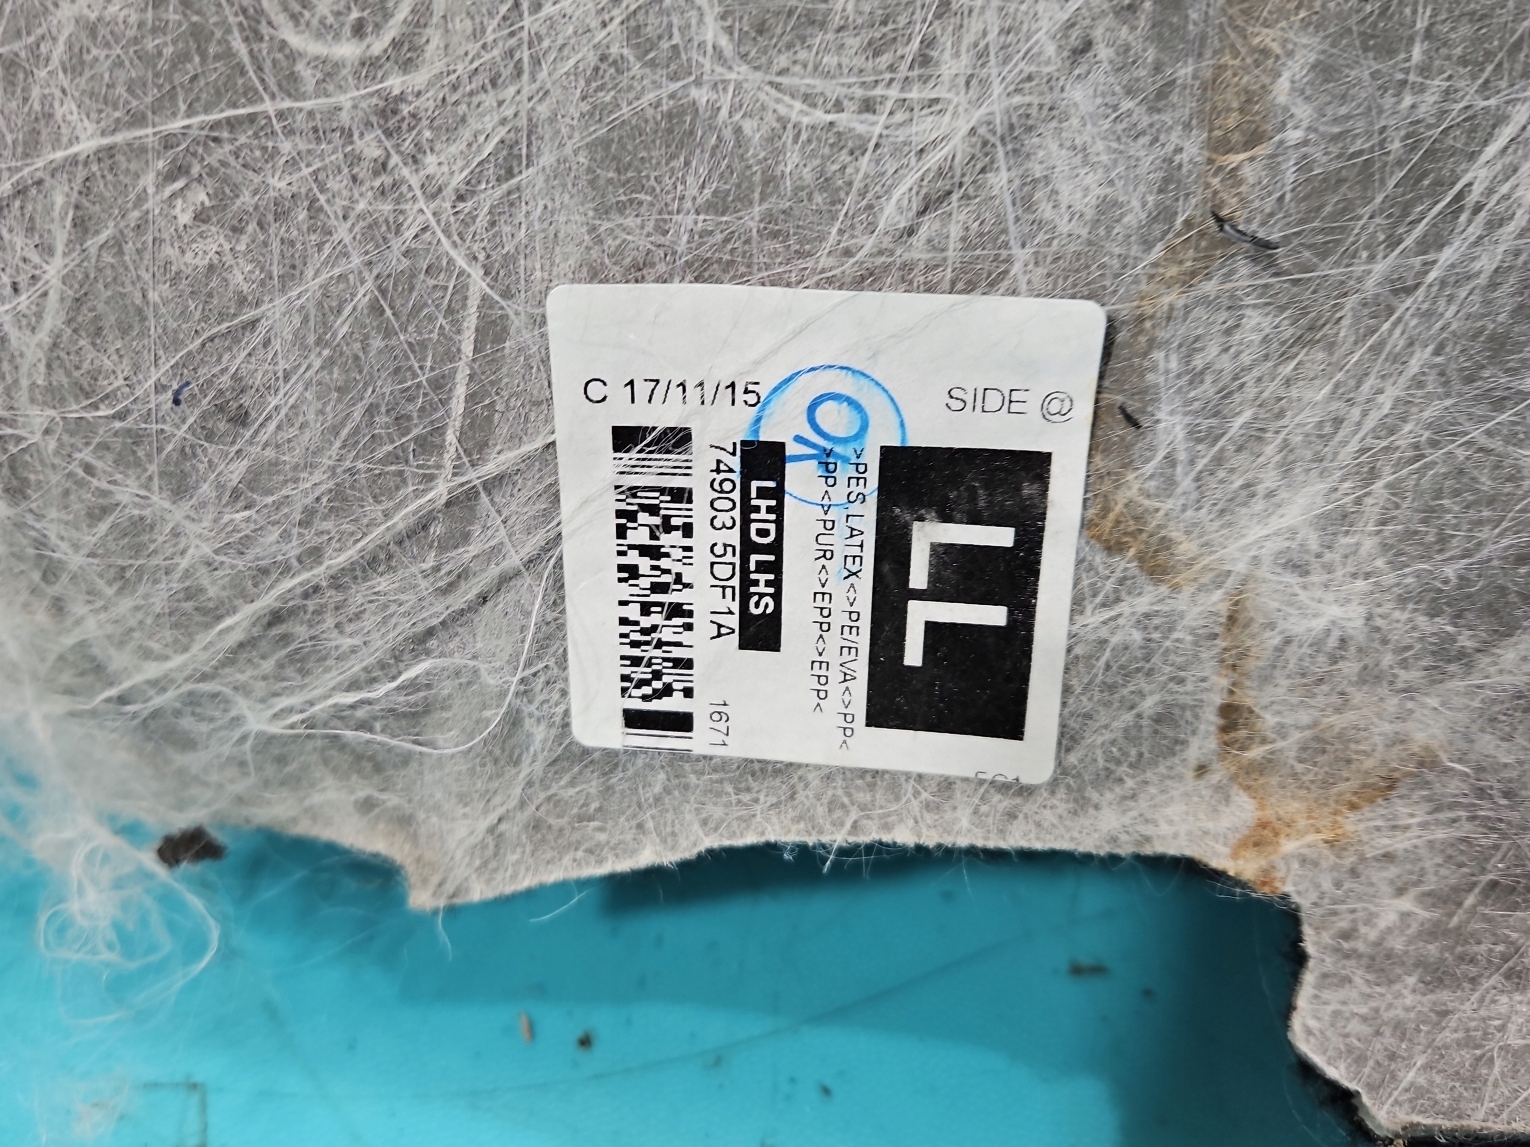 C 17/11/15
SIDE @
OK
LL
>PES,LATEX<>PE/EVA<>PP<
>PP<>PUR<>EPP<>EPP<
LHD LHS
74903 5DF1A 1671